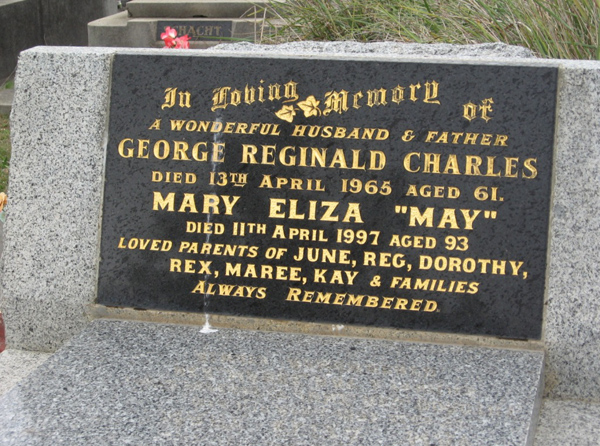 SCHACHT
In Loving Memory of
A WONDERFUL HUSBAND & FATHER
GEORGE REGINALD CHARLES
DIED 13TH APRIL 1965 AGED 61.
MARY ELIZA "MAY"
DIED 11TH APRIL 1997 AGED 93
LOVED PARENTS OF JUNE, REG, DOROTHY,
REX, MAREE, KAY & FAMILIES
ALWAYS REMEMBERED.